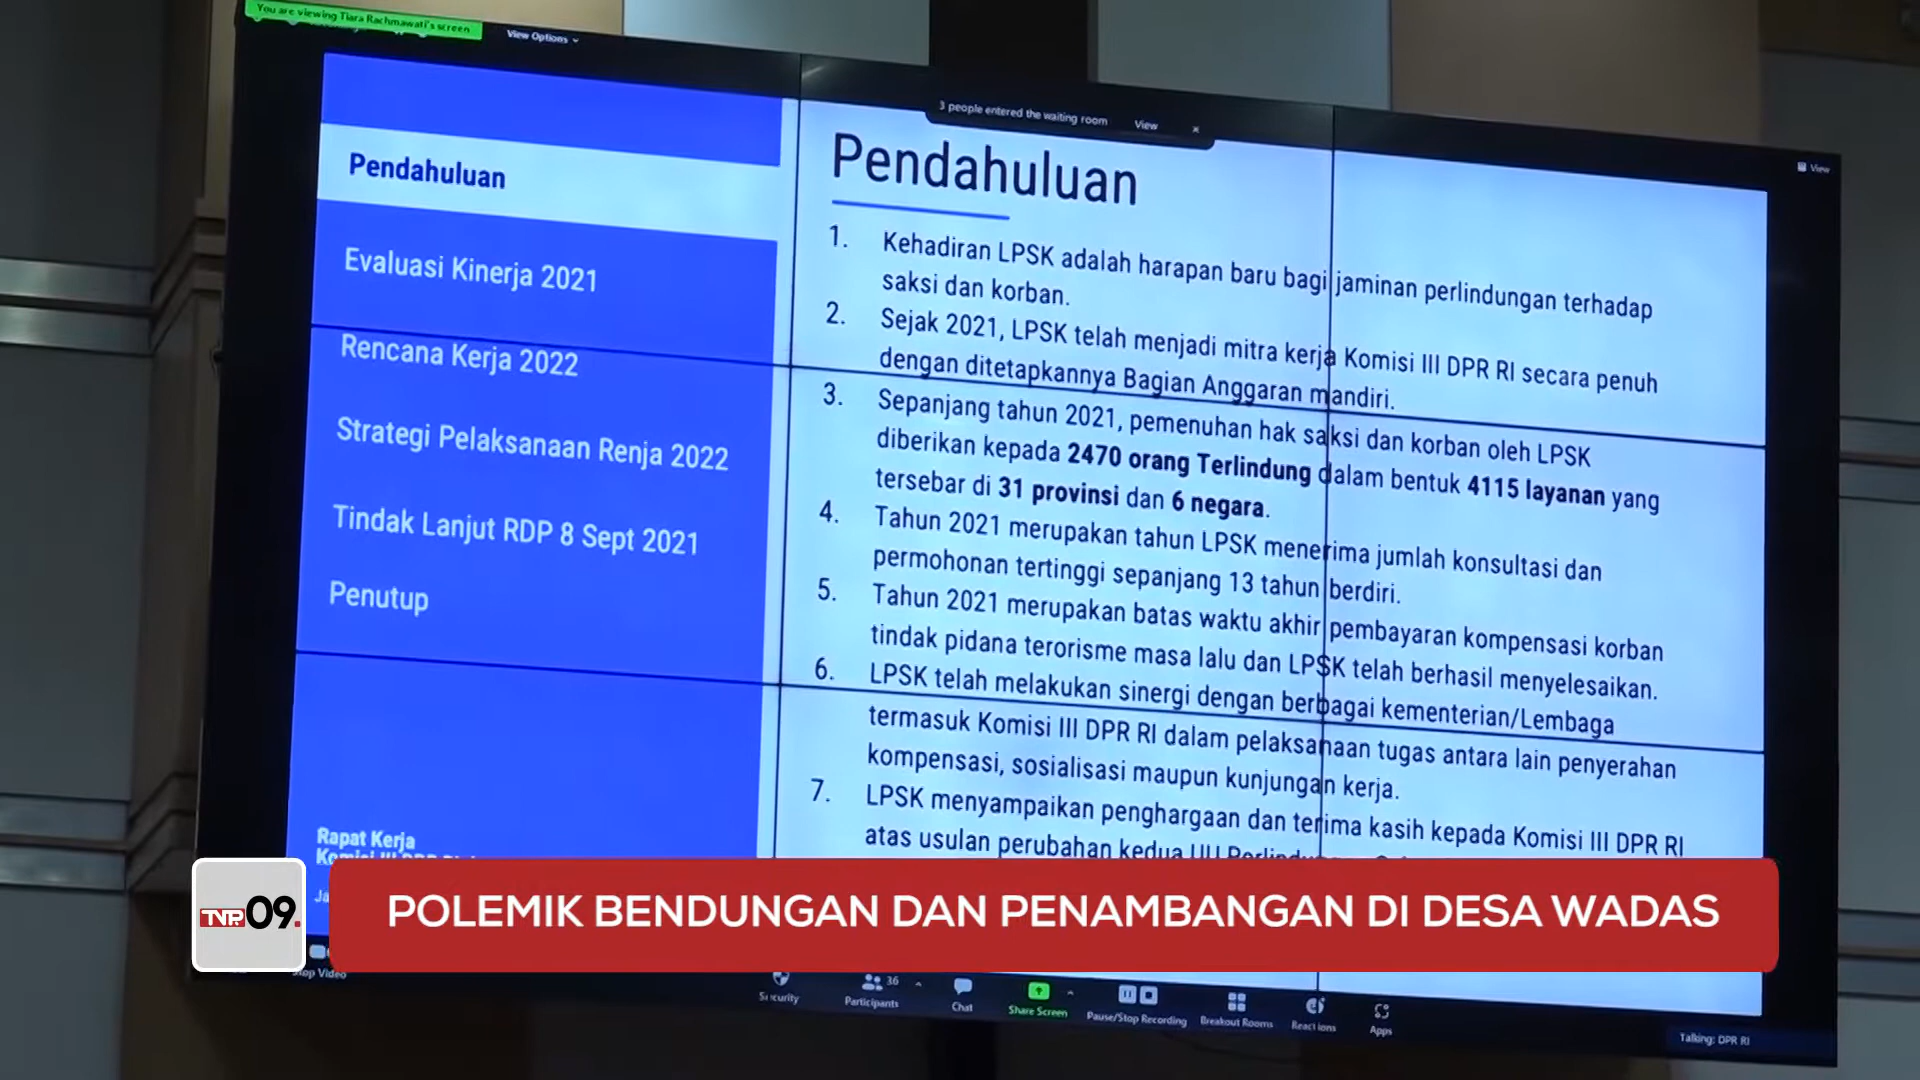 You are viewing Tiara Rachmawati's screen
View Options
3 people entered the waiting room View
View
Pendahuluan
Evaluasi Kinerja 2021
Rencana Kerja 2022
Strategi Pelaksanaan Renja 2022
Tindak Lanjut RDP 8 Sept 2021
Penutup
Rapat Kerja
Pendahuluan
1. Kehadiran LPSK adalah harapan baru bagi jaminan perlindungan terhadap
saksi dan korban.
2. Sejak 2021, LPSK telah menjadi mitra kerja Komisi III DPR RI secara penuh
dengan ditetapkannya Bagian Anggaran mandiri.
3. Sepanjang tahun 2021, pemenuhan hak saksi dan korban oleh LPSK
diberikan kepada 2470 orang Terlindung dalam bentuk 4115 layanan yang
tersebar di 31 provinsi dan 6 negara.
4. Tahun 2021 merupakan tahun LPSK menerima jumlah konsultasi dan
permohonan tertinggi sepanjang 13 tahun berdiri.
5. Tahun 2021 merupakan batas waktu akhir pembayaran kompensasi korban
tindak pidana terorisme masa lalu dan LPSK telah berhasil menyelesaikan.
6. LPSK telah melakukan sinergi dengan berbagai kementerian/Lembaga
termasuk Komisi III DPR RI dalam pelaksanaan tugas antara lain penyerahan
kompensasi, sosialisasi maupun kunjungan kerja.
7. LPSK menyampaikan penghargaan dan terima kasih kepada Komisi III DPR RI
atas usulan perubahan kedua UU
TVR 09.
POLEMIK BENDUNGAN DAN PENAMBANGAN DI DESA WADAS
Video
Security
Participants 36
Chat
Share Screen
Pause/Stop Recording
Breakout Rooms
Reactions
Apps
Talking: DPR RI